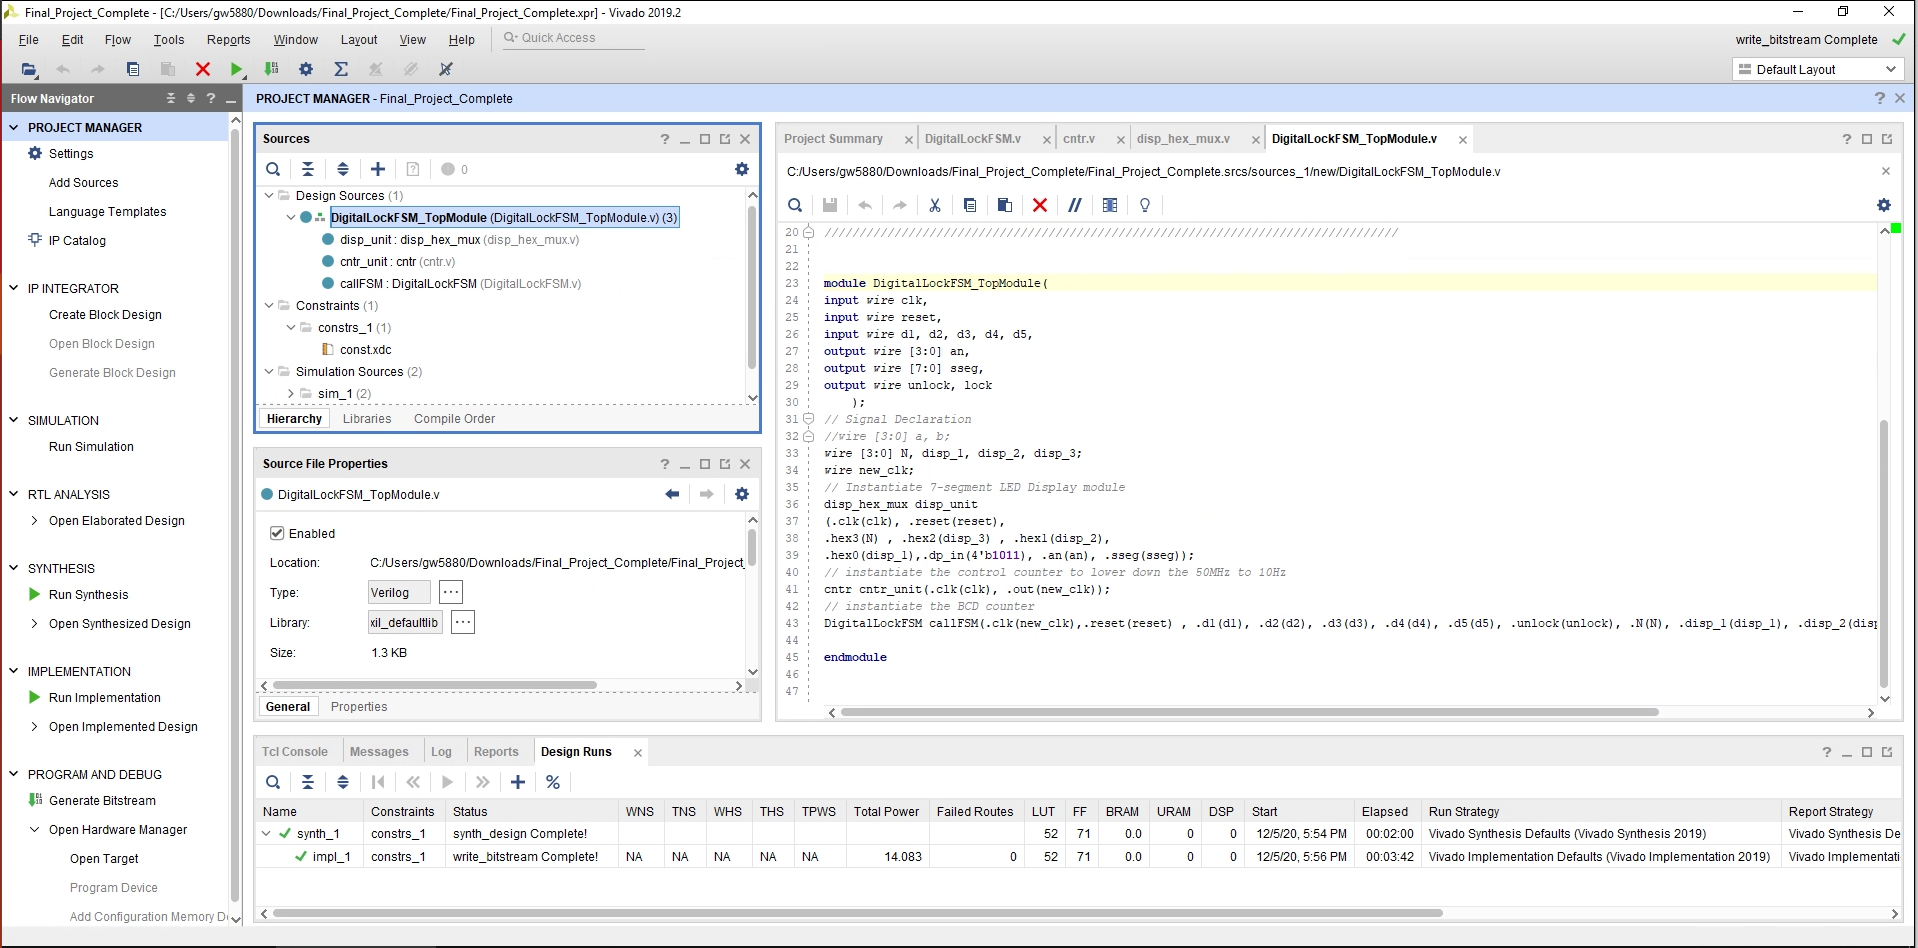 Final_Project_Complete - [C:/Users/gw5880/Downloads/Final_Project_Complete/Final_Project_Complete.xpr] - Vivado 2019.2
File Edit Flow Tools Reports Window Layout View Help Quick Access
write_bitstream Complete
Default Layout
Flow Navigator
PROJECT MANAGER
Settings
Add Sources
Language Templates
IP Catalog
IP INTEGRATOR
Create Block Design
Open Block Design
Generate Block Design
SIMULATION
Run Simulation
RTL ANALYSIS
Open Elaborated Design
SYNTHESIS
Run Synthesis
Open Synthesized Design
IMPLEMENTATION
Run Implementation
Open Implemented Design
PROGRAM AND DEBUG
Generate Bitstream
Open Hardware Manager
Open Target
Program Device
Add Configuration Memory D
PROJECT MANAGER - Final_Project_Complete
Sources
0
Design Sources (1)
DigitalLockFSM_TopModule (DigitalLockFSM_TopModule.v) (3)
disp_unit : disp_hex_mux (disp_hex_mux.v)
cntr_unit : cntr (cntr.v)
callFSM : DigitalLockFSM (DigitalLockFSM.v)
Constraints (1)
constrs_1 (1)
const.xdc
Simulation Sources (2)
sim_1 (2)
Hierarchy Libraries Compile Order
Source File Properties
DigitalLockFSM_TopModule.v
Enabled
Location: C:/Users/gw5880/Downloads/Final_Project_Complete/Final_Project_
Type: Verilog ...
Library: xil_defaultlib ...
Size: 1.3 KB
General Properties
Project Summary DigitalLockFSM.v cntr.v disp_hex_mux.v DigitalLockFSM_TopModule.v
C:/Users/gw5880/Downloads/Final_Project_Complete/Final_Project_Complete.srcs/sources_1/new/DigitalLockFSM_TopModule.v
20 //////////////////////////////////////////////////////////////////////////////////
21
22
23 module DigitalLockFSM_TopModule(
24 input wire clk,
25 input wire reset,
26 input wire d1, d2, d3, d4, d5,
27 output wire [3:0] an,
28 output wire [7:0] sseg,
29 output wire unlock, lock
30 );
31 // Signal Declaration
32 //wire [3:0] a, b;
33 wire [3:0] N, disp_1, disp_2, disp_3;
34 wire new_clk;
35 // Instantiate 7-segment LED Display module
36 disp_hex_mux disp_unit
37 (.clk(clk), .reset(reset),
38 .hex3(N) , .hex2(disp_3) , .hex1(disp_2),
39 .hex0(disp_1),.dp_in(4'b1011), .an(an), .sseg(sseg));
40 // instantiate the control counter to lower down the 50MHz to 10Hz
41 cntr cntr_unit(.clk(clk), .out(new_clk));
42 // instantiate the BCD counter
43 DigitalLockFSM callFSM(.clk(new_clk),.reset(reset) , .d1(d1), .d2(d2), .d3(d3), .d4(d4), .d5(d5), .unlock(unlock), .N(N), .disp_1(disp_1), .disp_2(disp
44
45 endmodule
46
47
Tcl Console Messages Log Reports Design Runs
Name Constraints Status WNS TNS WHS THS TPWS Total Power Failed Routes LUT FF BRAM URAM DSP Start Elapsed Run Strategy Report Strategy
synth_1 constrs_1 synth_design Complete! 52 71 0.0 0 0 12/5/20, 5:54 PM 00:02:00 Vivado Synthesis Defaults (Vivado Synthesis 2019) Vivado Synthesis De
impl_1 constrs_1 write_bitstream Complete! NA NA NA NA NA 14.083 0 52 71 0.0 0 0 12/5/20, 5:56 PM 00:03:42 Vivado Implementation Defaults (Vivado Implementation 2019) Vivado Implementati